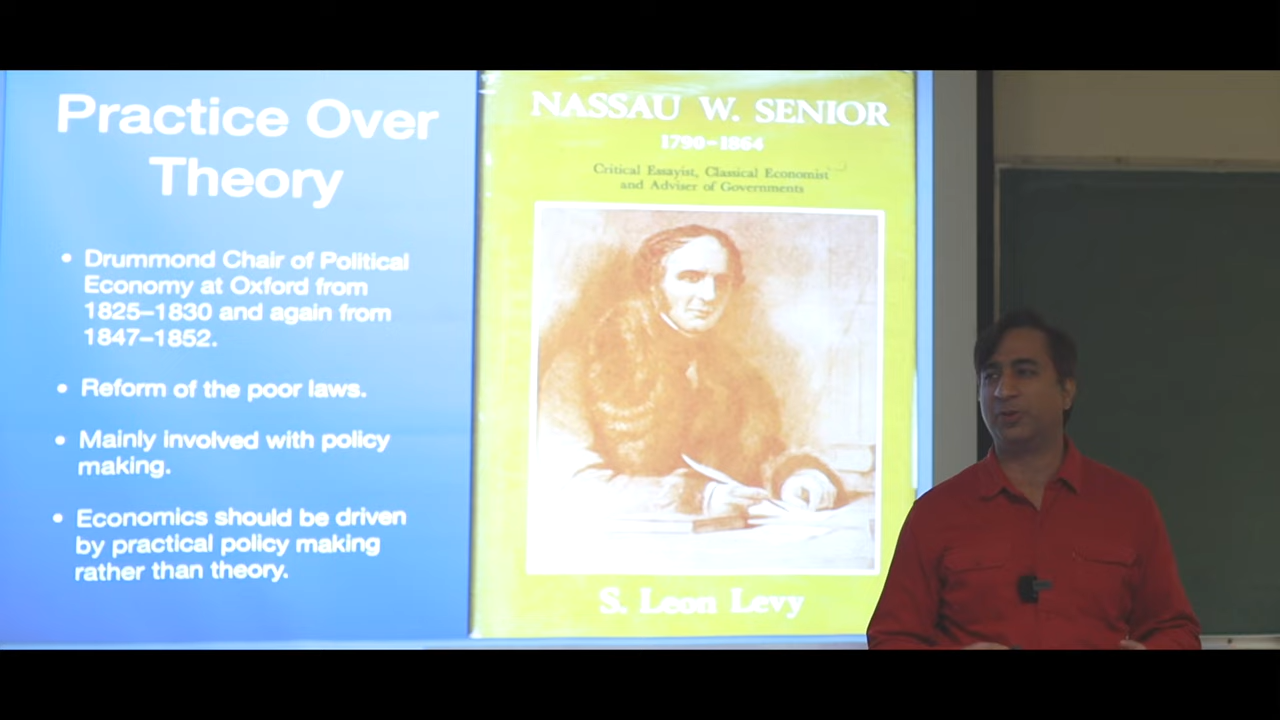 Practice Over
Theory
• Drummond Chair of Political
Economy at Oxford from
1825–1830 and again from
1847–1852.
• Reform of the poor laws.
• Mainly involved with policy
making.
• Economics should be driven
by practical policy making
rather than theory.
NASSAU W. SENIOR
1790–1864
Critical Essayist, Classical Economist
and Adviser of Governments
S. Leon Levy